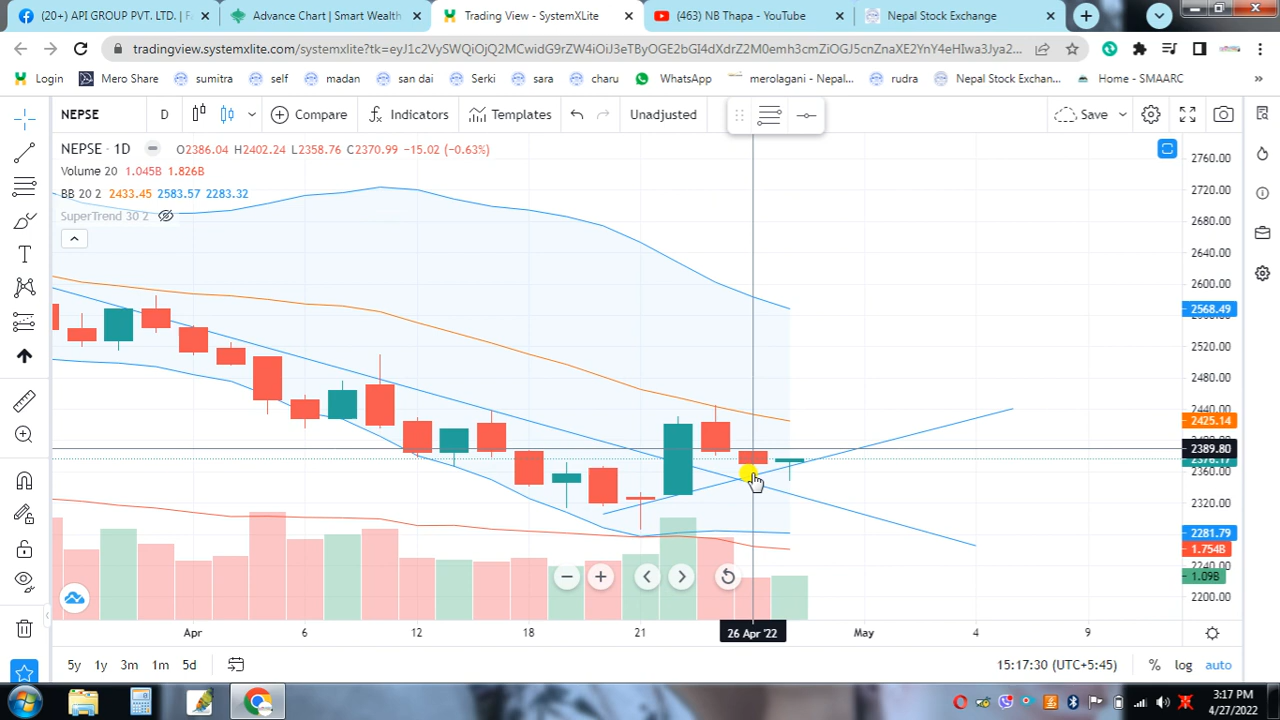 (20+) API GROUP PVT. LTD. | Fi
Advance Chart | Smart Wealth
Trading View - SystemXLite
(463) NB Thapa - YouTube
Nepal Stock Exchange
tradingview.systemxlite/systemxlite?tk=
Login
Mero Share
sumitra
self
madan
san dai
Serki
sara
charu
WhatsApp
merolagani - Nepal...
rudra
Nepal Stock Exchan...
Home - SMAARC
»
NEPSE
D
Compare
Indicators
Templates
Unadjusted
Save
NEPSE · 1D
O2386.04 H2402.24 L2358.76 C2370.99 −15.02 (−0.63%)
Volume 20 1.045B 1.826B
BB 20 2 2433.45 2583.57 2283.32
SuperTrend 30 2
2760.00
2720.00
2680.00
2640.00
2600.00
2568.49
2520.00
2480.00
2440.00
2425.14
2389.80
2376.17
2360.00
2320.00
2281.79
1.754B
2240.00
1.09B
2200.00
Apr
6
12
18
21
26 Apr '22
May
4
9
5y
1y
3m
1m
5d
15:17:30 (UTC+5:45)
%
log
auto
3:17 PM
4/27/2022